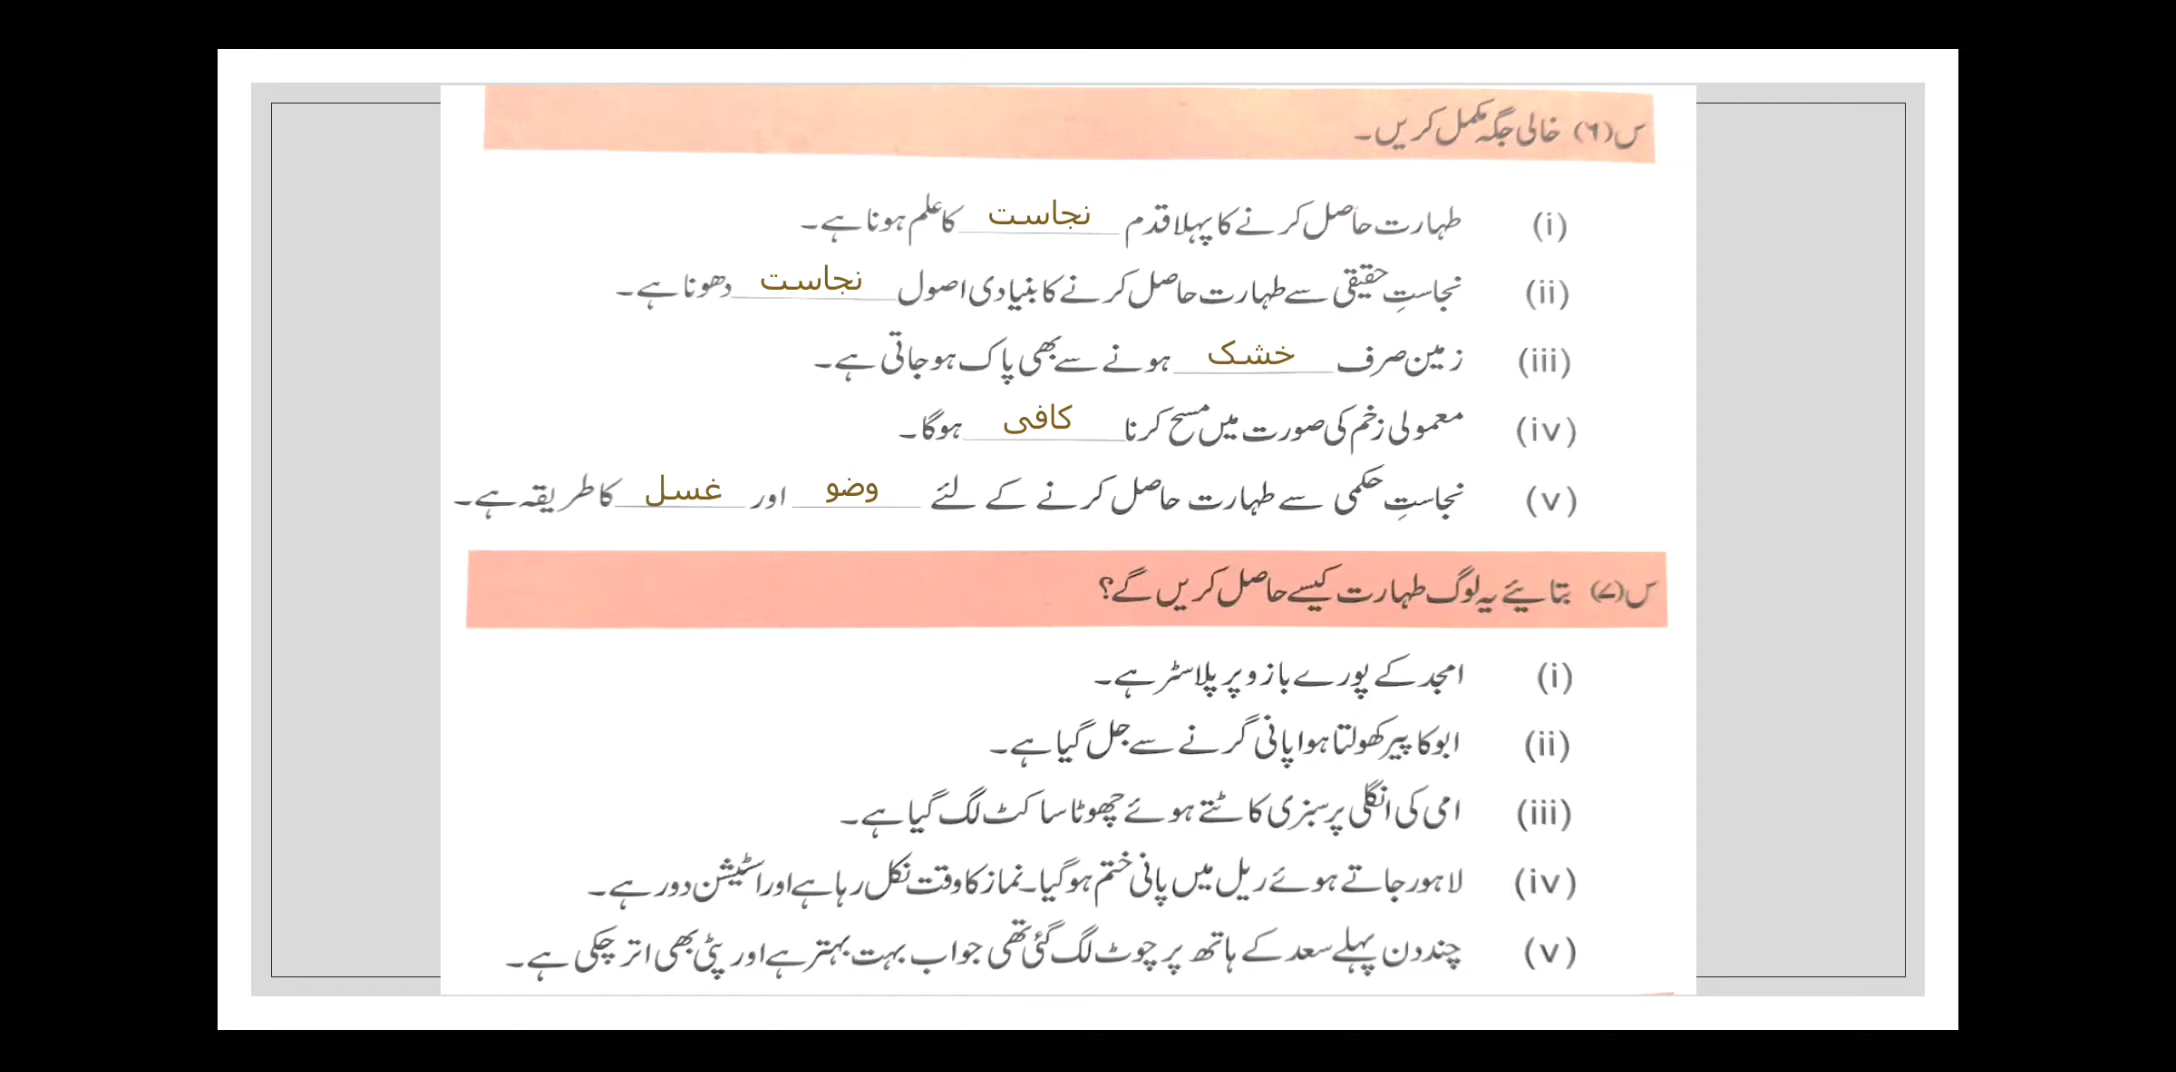 س(۶) خالی جگہ مکمل کریں۔
(i) طہارت حاصل کرنے کا پہلا قدم نجاست کا علم ہونا ہے۔
(ii) نجاستِ حقیقی سے طہارت حاصل کرنے کا بنیادی اصول نجاست دھونا ہے۔
(iii) زمین صرف خشک ہونے سے بھی پاک ہو جاتی ہے۔
(iv) معمولی زخم کی صورت میں مسح کرنا کافی ہوگا۔
(v) نجاستِ حکمی سے طہارت حاصل کرنے کے لئے وضو اور غسل کا طریقہ ہے۔
س(۷) بتائیے یہ لوگ طہارت کیسے حاصل کریں گے؟
(i) امجد کے پورے بازو پر پلاسٹر ہے۔
(ii) ابو کا پیر کھولتا ہوا پانی گرنے سے جل گیا ہے۔
(iii) امی کی انگلی پر سبزی کاٹتے ہوئے چھوٹا سا کٹ لگ گیا ہے۔
(iv) لاہور جاتے ہوئے ریل میں پانی ختم ہو گیا۔ نماز کا وقت نکل رہا ہے اور اسٹیشن دور ہے۔
(v) چند دن پہلے سعد کے ہاتھ پر چوٹ لگ گئی تھی جو اب بہت بہتر ہے اور پٹی بھی اتر چکی ہے۔